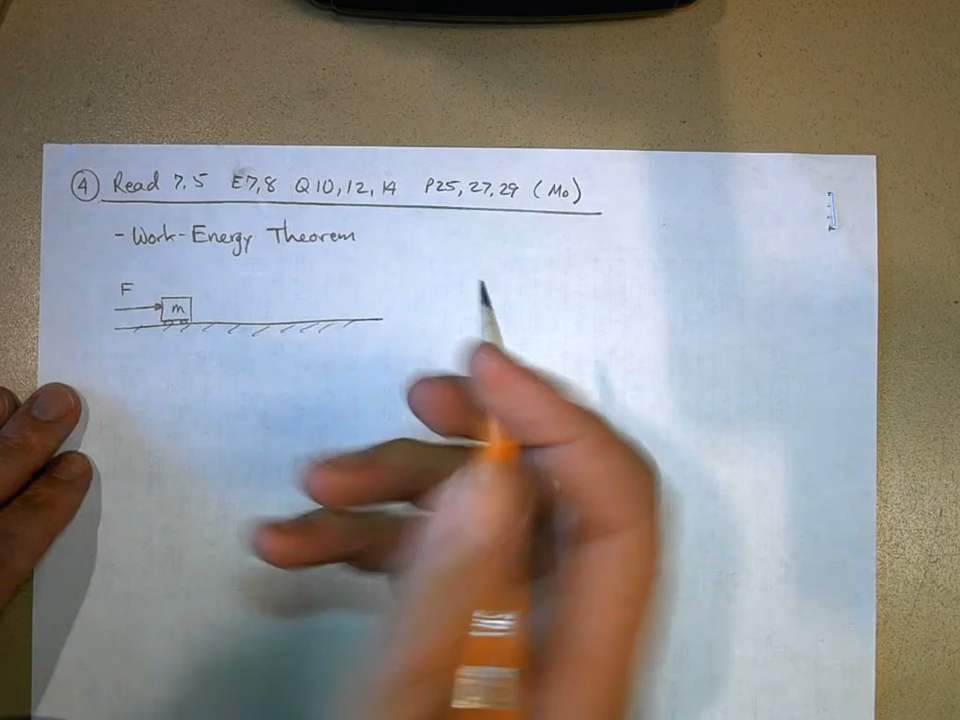 ④ Read 7.5 E7,8 Q10,12,14 P25,27,29 (Mo)
- Work-Energy Theorem
F
m